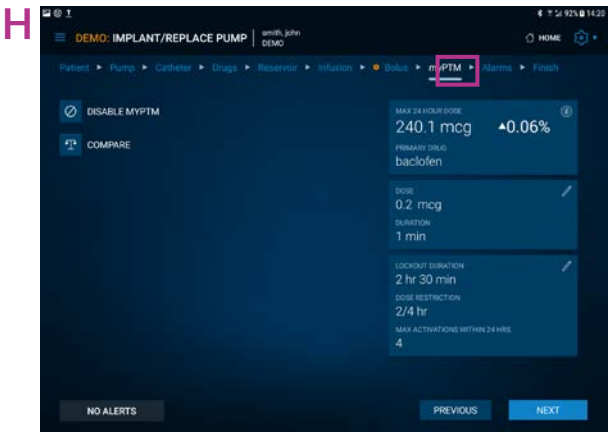 H
92% 14:20
DEMO: IMPLANT/REPLACE PUMP smith, john DEMO HOME
Patient ▸ Pump ▸ Catheter ▸ Drugs ▸ Reservoir ▸ Infusion ▸ Bolus ▸ myPTM ▸ Alarms ▸ Finish
DISABLE MYPTM
COMPARE
MAX 24 HOUR DOSE
240.1 mcg ▲0.06%
PRIMARY DRUG
baclofen
DOSE
0.2 mcg
DURATION
1 min
LOCKOUT DURATION
2 hr 30 min
DOSE RESTRICTION
2/4 hr
MAX ACTIVATIONS WITHIN 24 HRS
4
NO ALERTS PREVIOUS NEXT